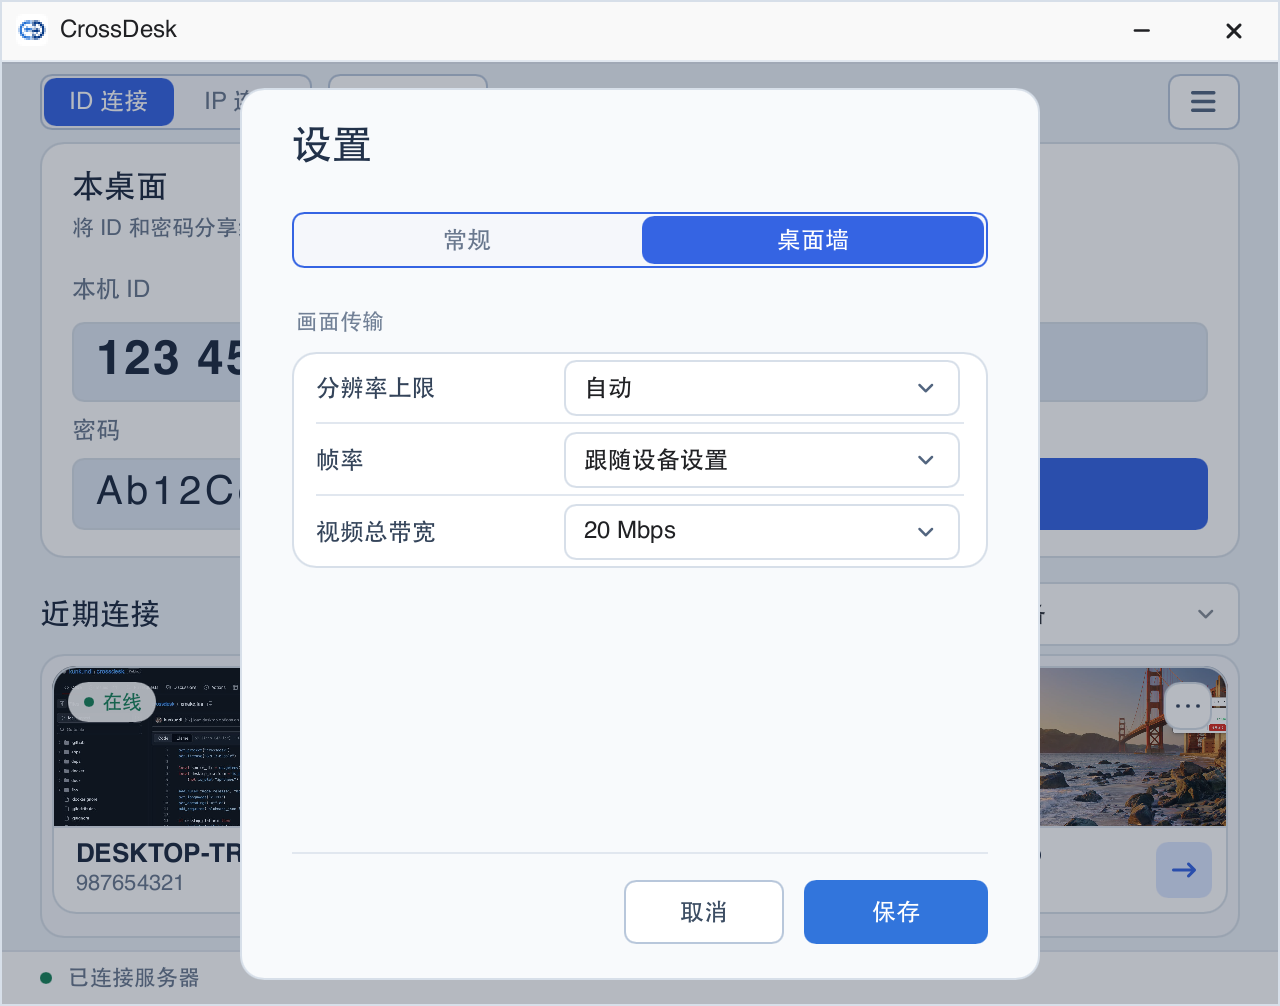 CrossDesk
ID 连接
IP
设置
本桌面
将 ID 和密码分享
常规
桌面墙
本机 ID
画面传输
123 45
分辨率上限
自动
密码
帧率
跟随设备设置
Ab12C
视频总带宽
20 Mbps
近期连接
在线
DESKTOP-TR
987654321
取消
保存
已连接服务器